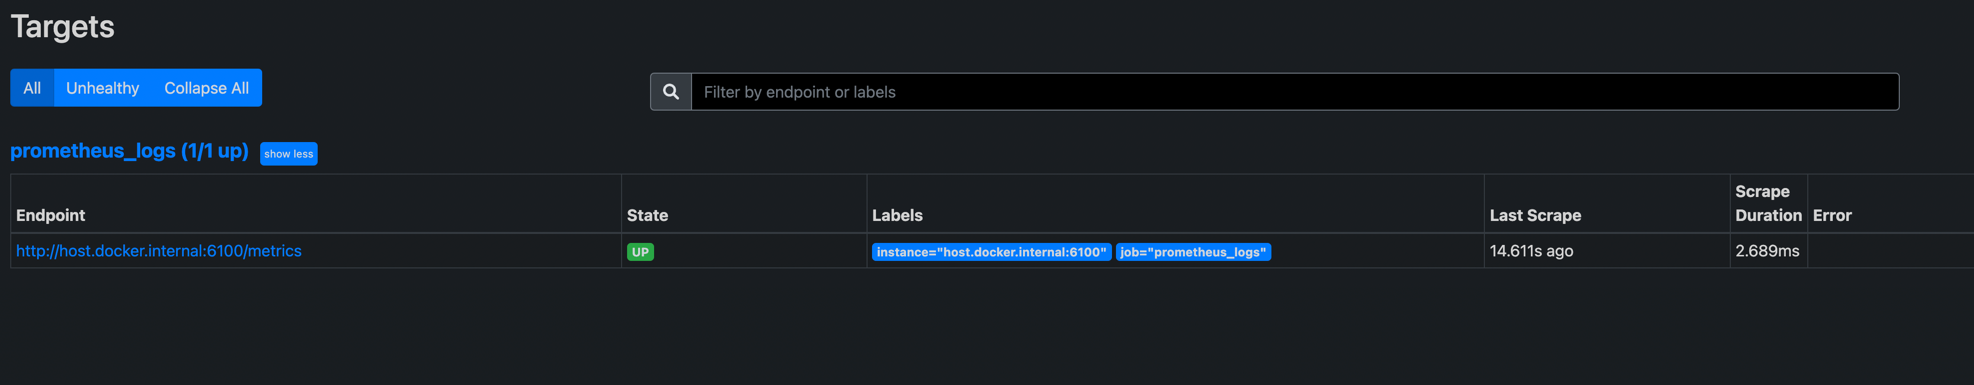 Targets
All Unhealthy Collapse All
Filter by endpoint or labels
prometheus_logs (1/1 up) show less
Endpoint State Labels Last Scrape Scrape Duration Error
http://host.docker.internal:6100/metrics UP instance="host.docker.internal:6100" job="prometheus_logs" 14.611s ago 2.689ms